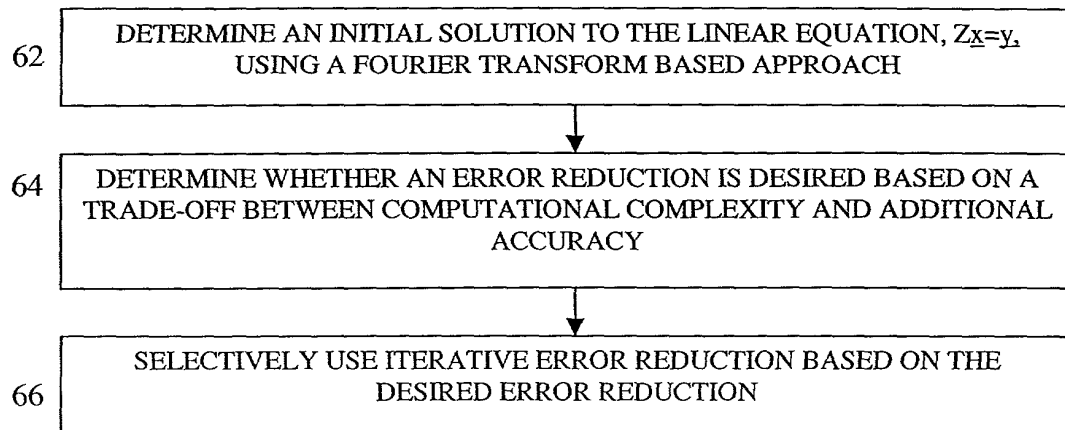 62
DETERMINE AN INITIAL SOLUTION TO THE LINEAR EQUATION, Zx=y,
USING A FOURIER TRANSFORM BASED APPROACH
64
DETERMINE WHETHER AN ERROR REDUCTION IS DESIRED BASED ON A
TRADE-OFF BETWEEN COMPUTATIONAL COMPLEXITY AND ADDITIONAL
ACCURACY
66
SELECTIVELY USE ITERATIVE ERROR REDUCTION BASED ON THE
DESIRED ERROR REDUCTION